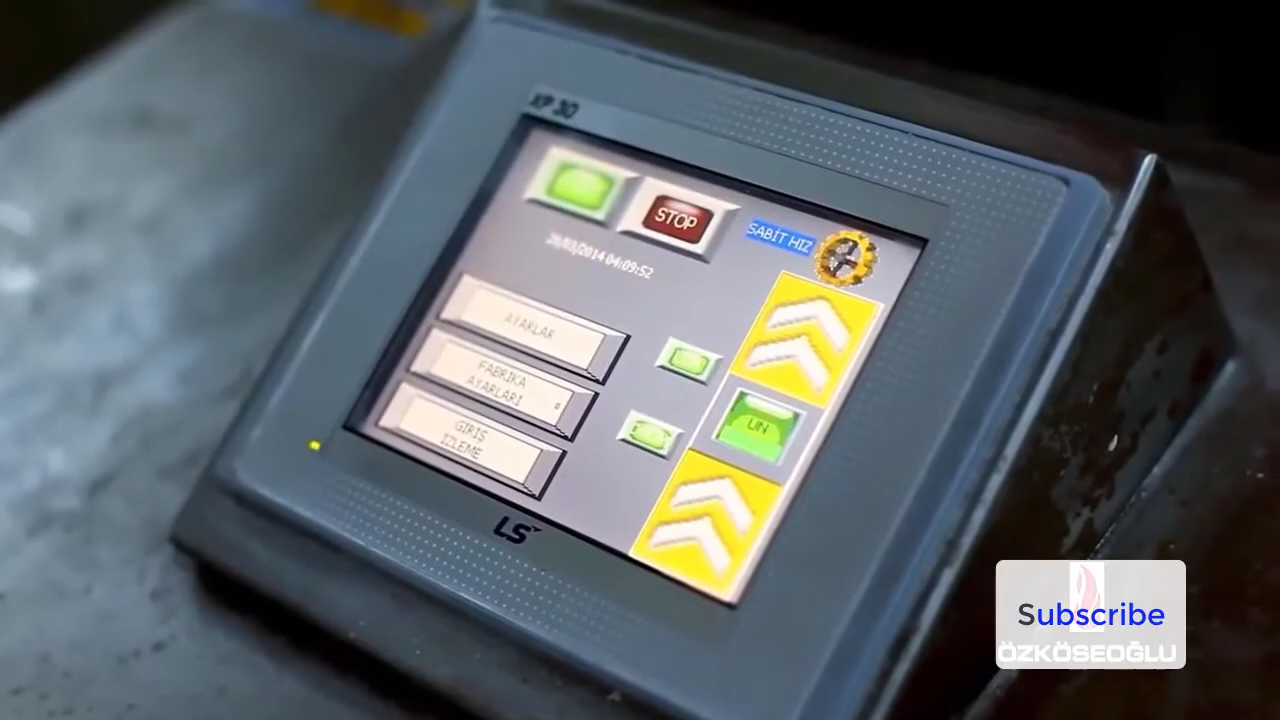 XP 30
STOP
SABİT HIZ
28/03/2014 04:09:52
AYARLAR
FABRİKA
AYARLARI
GİRİŞ
İZLEME
UN
LS
Subscribe
ÖZKÖSEOĞLU